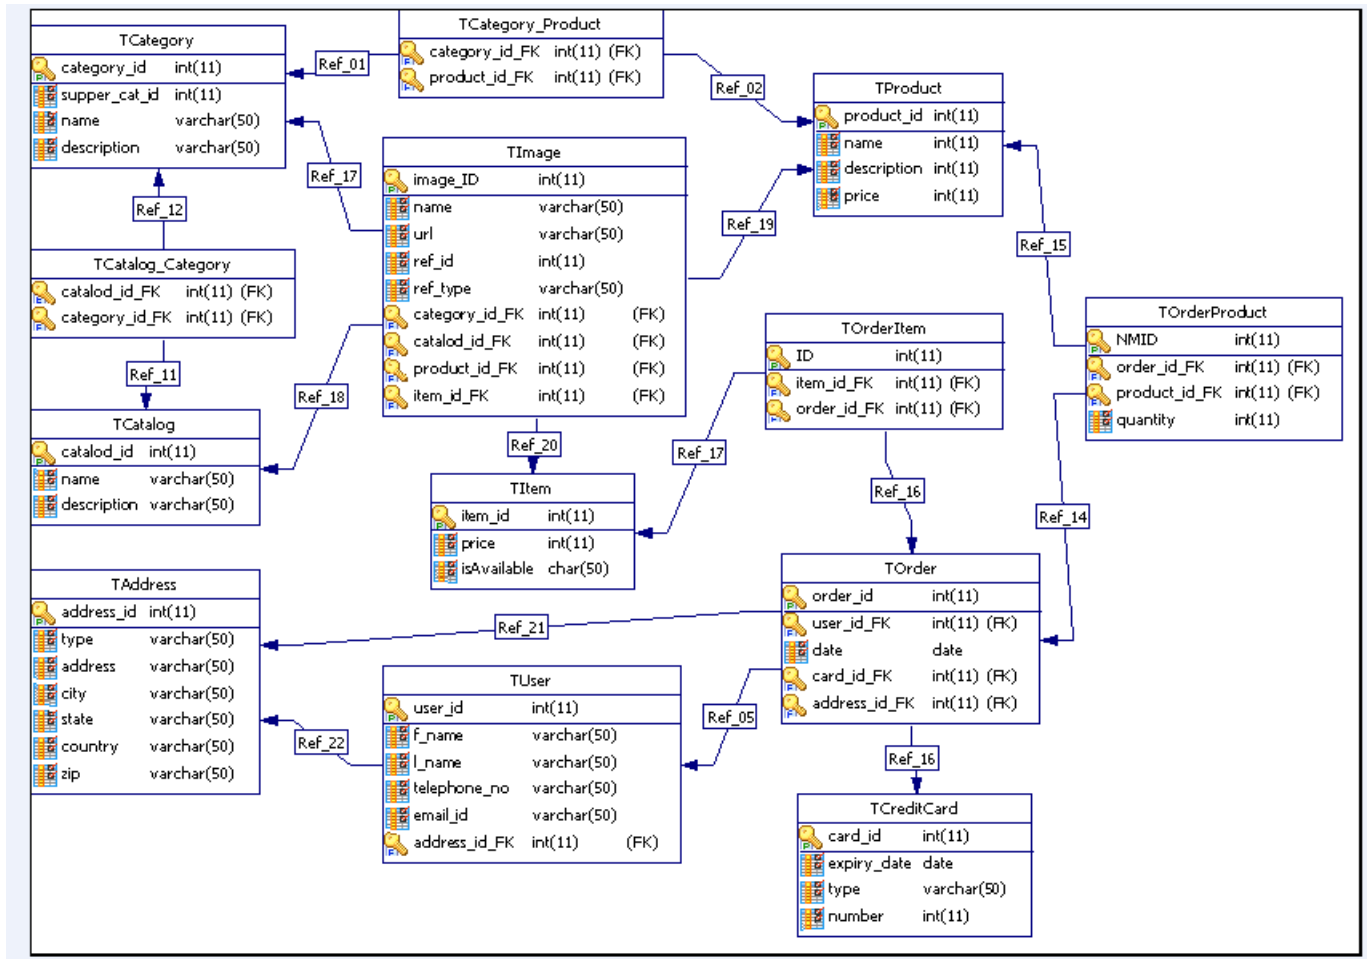 TCategory
category_id int(11)
supper_cat_id int(11)
name varchar(50)
description varchar(50)
Ref_01
TCategory_Product
category_id_FK int(11) (FK)
product_id_FK int(11) (FK)
Ref_02
TProduct
product_id int(11)
name int(11)
description int(11)
price int(11)
Ref_17
Ref_12
TImage
image_ID int(11)
name varchar(50)
url varchar(50)
ref_id int(11)
ref_type varchar(50)
category_id_FK int(11) (FK)
catalod_id_FK int(11) (FK)
product_id_FK int(11) (FK)
item_id_FK int(11) (FK)
Ref_19
Ref_15
TCatalog_Category
catalod_id_FK int(11) (FK)
category_id_FK int(11) (FK)
Ref_11
Ref_18
TOrderItem
ID int(11)
item_id_FK int(11) (FK)
order_id_FK int(11) (FK)
TOrderProduct
NMID int(11)
order_id_FK int(11) (FK)
product_id_FK int(11) (FK)
quantity int(11)
TCatalog
catalod_id int(11)
name varchar(50)
description varchar(50)
Ref_20
Ref_17
Ref_16
Ref_14
TItem
item_id int(11)
price int(11)
isAvailable char(50)
TAddress
address_id int(11)
type varchar(50)
address varchar(50)
city varchar(50)
state varchar(50)
country varchar(50)
zip varchar(50)
Ref_21
Ref_22
TOrder
order_id int(11)
user_id_FK int(11) (FK)
date date
card_id_FK int(11) (FK)
address_id_FK int(11) (FK)
TUser
user_id int(11)
f_name varchar(50)
l_name varchar(50)
telephone_no varchar(50)
email_id varchar(50)
address_id_FK int(11) (FK)
Ref_05
Ref_16
TCreditCard
card_id int(11)
expiry_date date
type varchar(50)
number int(11)